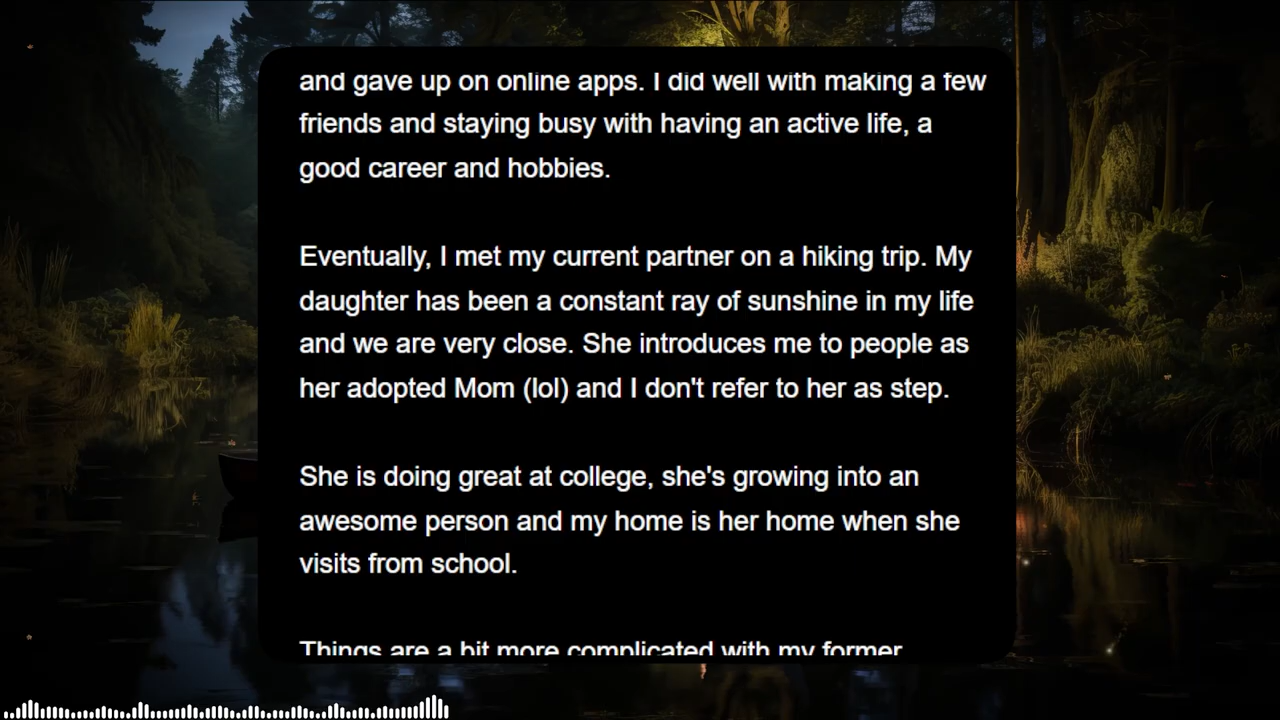 and gave up on online apps. I did well with making a few
friends and staying busy with having an active life, a
good career and hobbies.
Eventually, I met my current partner on a hiking trip. My
daughter has been a constant ray of sunshine in my life
and we are very close. She introduces me to people as
her adopted Mom (lol) and I don't refer to her as step.
She is doing great at college, she's growing into an
awesome person and my home is her home when she
visits from school.
Things are a bit more complicated with my former